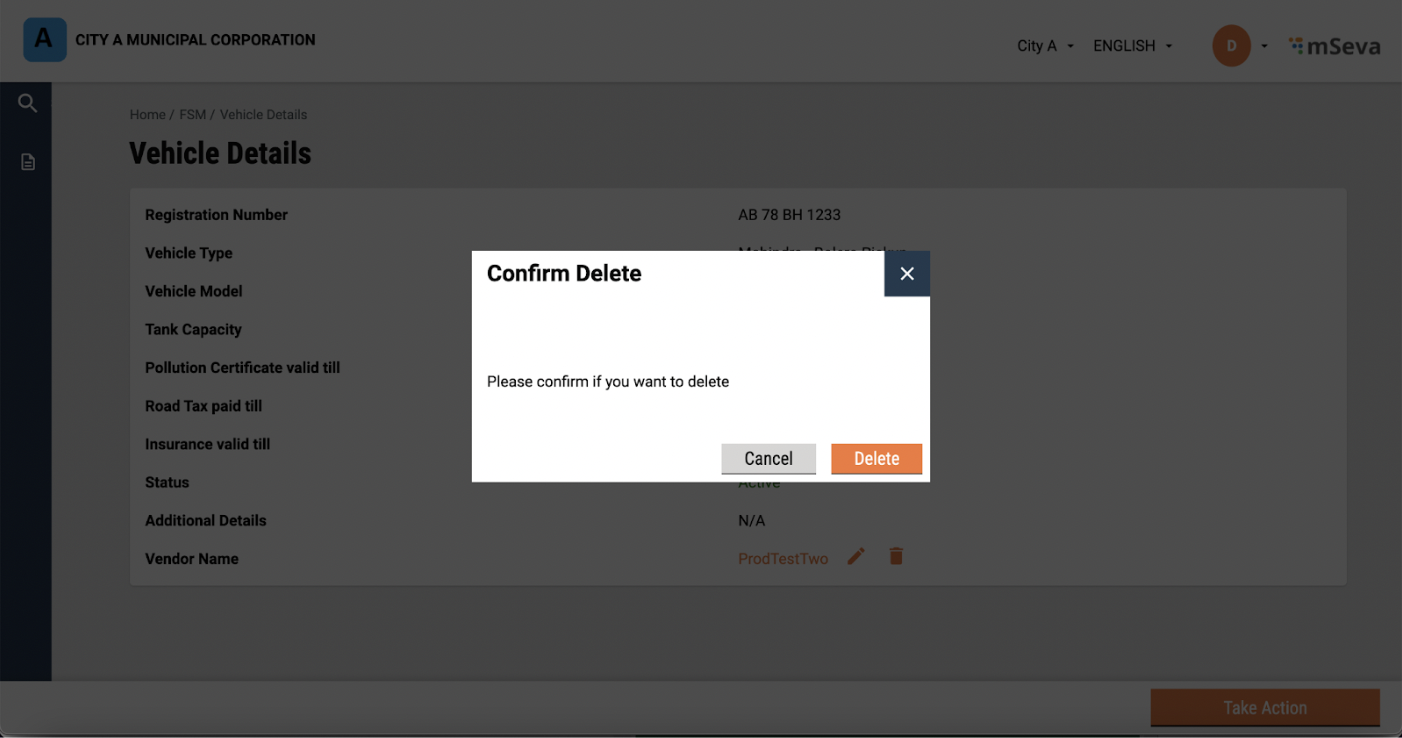 A CITY A MUNICIPAL CORPORATION
City A ENGLISH D mSeva
Home / FSM / Vehicle Details
Vehicle Details
Registration Number AB 78 BH 1233
Vehicle Type
Vehicle Model
Tank Capacity
Pollution Certificate valid till
Road Tax paid till
Insurance valid till
Status Active
Additional Details N/A
Vendor Name ProdTestTwo
Confirm Delete
Please confirm if you want to delete
Cancel Delete
Take Action